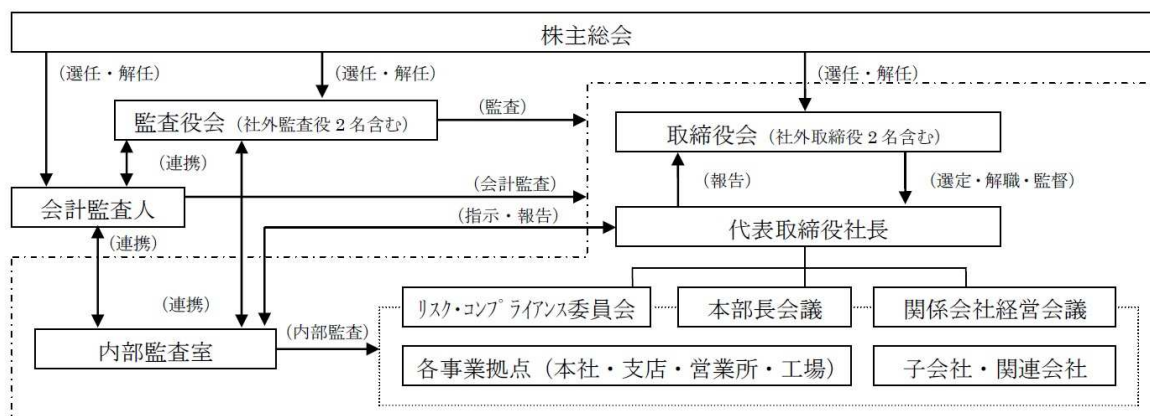 株主総会
(選任・解任)
(選任・解任)
(選任・解任)
監査役会(社外監査役2名含む)
(監査)
取締役会(社外取締役2名含む)
(連携)
(会計監査)
(報告)
(選定・解職・監督)
会計監査人
(指示・報告)
代表取締役社長
(連携)
(連携)
リスク・コンプライアンス委員会
本部長会議
関係会社経営会議
(内部監査)
内部監査室
各事業拠点(本社・支店・営業所・工場)
子会社・関連会社